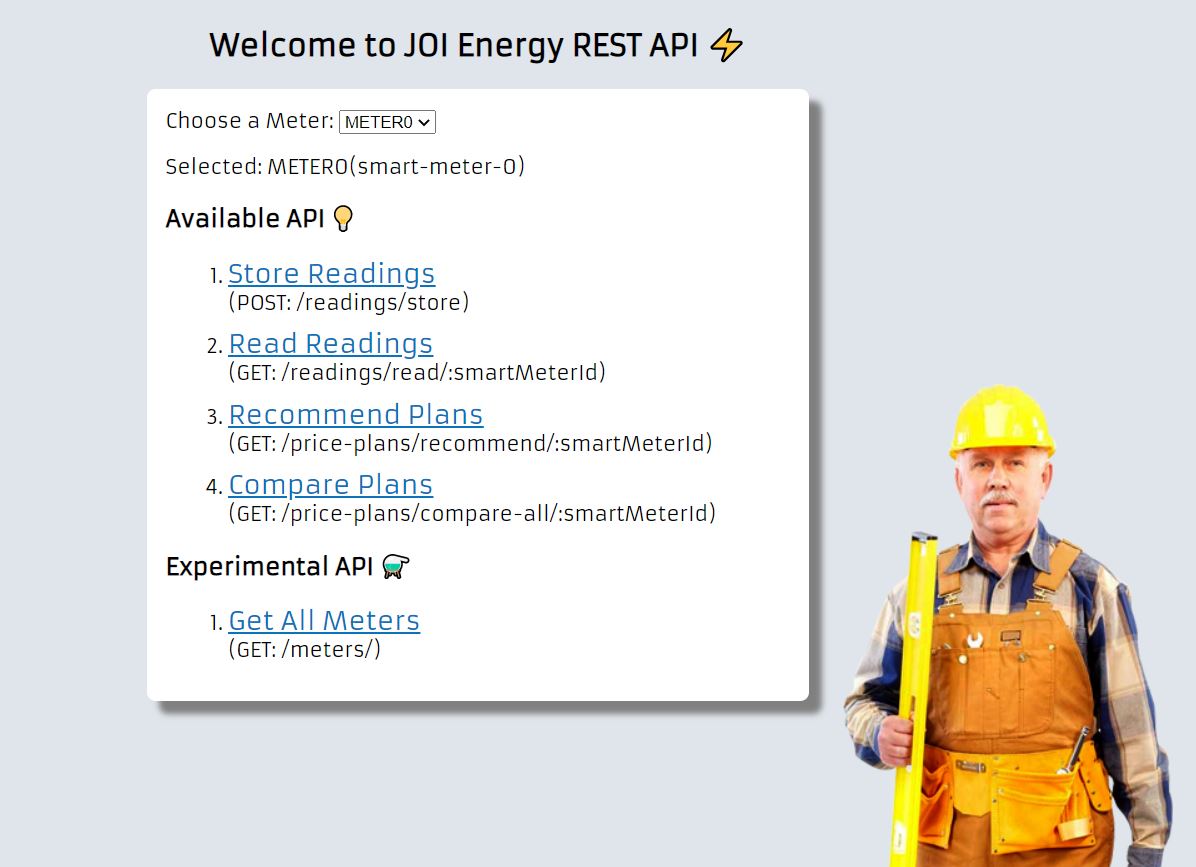 Welcome to JOI Energy REST API ⚡
Choose a Meter: METER0
Selected: METER0(smart-meter-0)
Available API 💡
1. Store Readings
(POST: /readings/store)
2. Read Readings
(GET: /readings/read/:smartMeterId)
3. Recommend Plans
(GET: /price-plans/recommend/:smartMeterId)
4. Compare Plans
(GET: /price-plans/compare-all/:smartMeterId)
Experimental API
1. Get All Meters
(GET: /meters/)